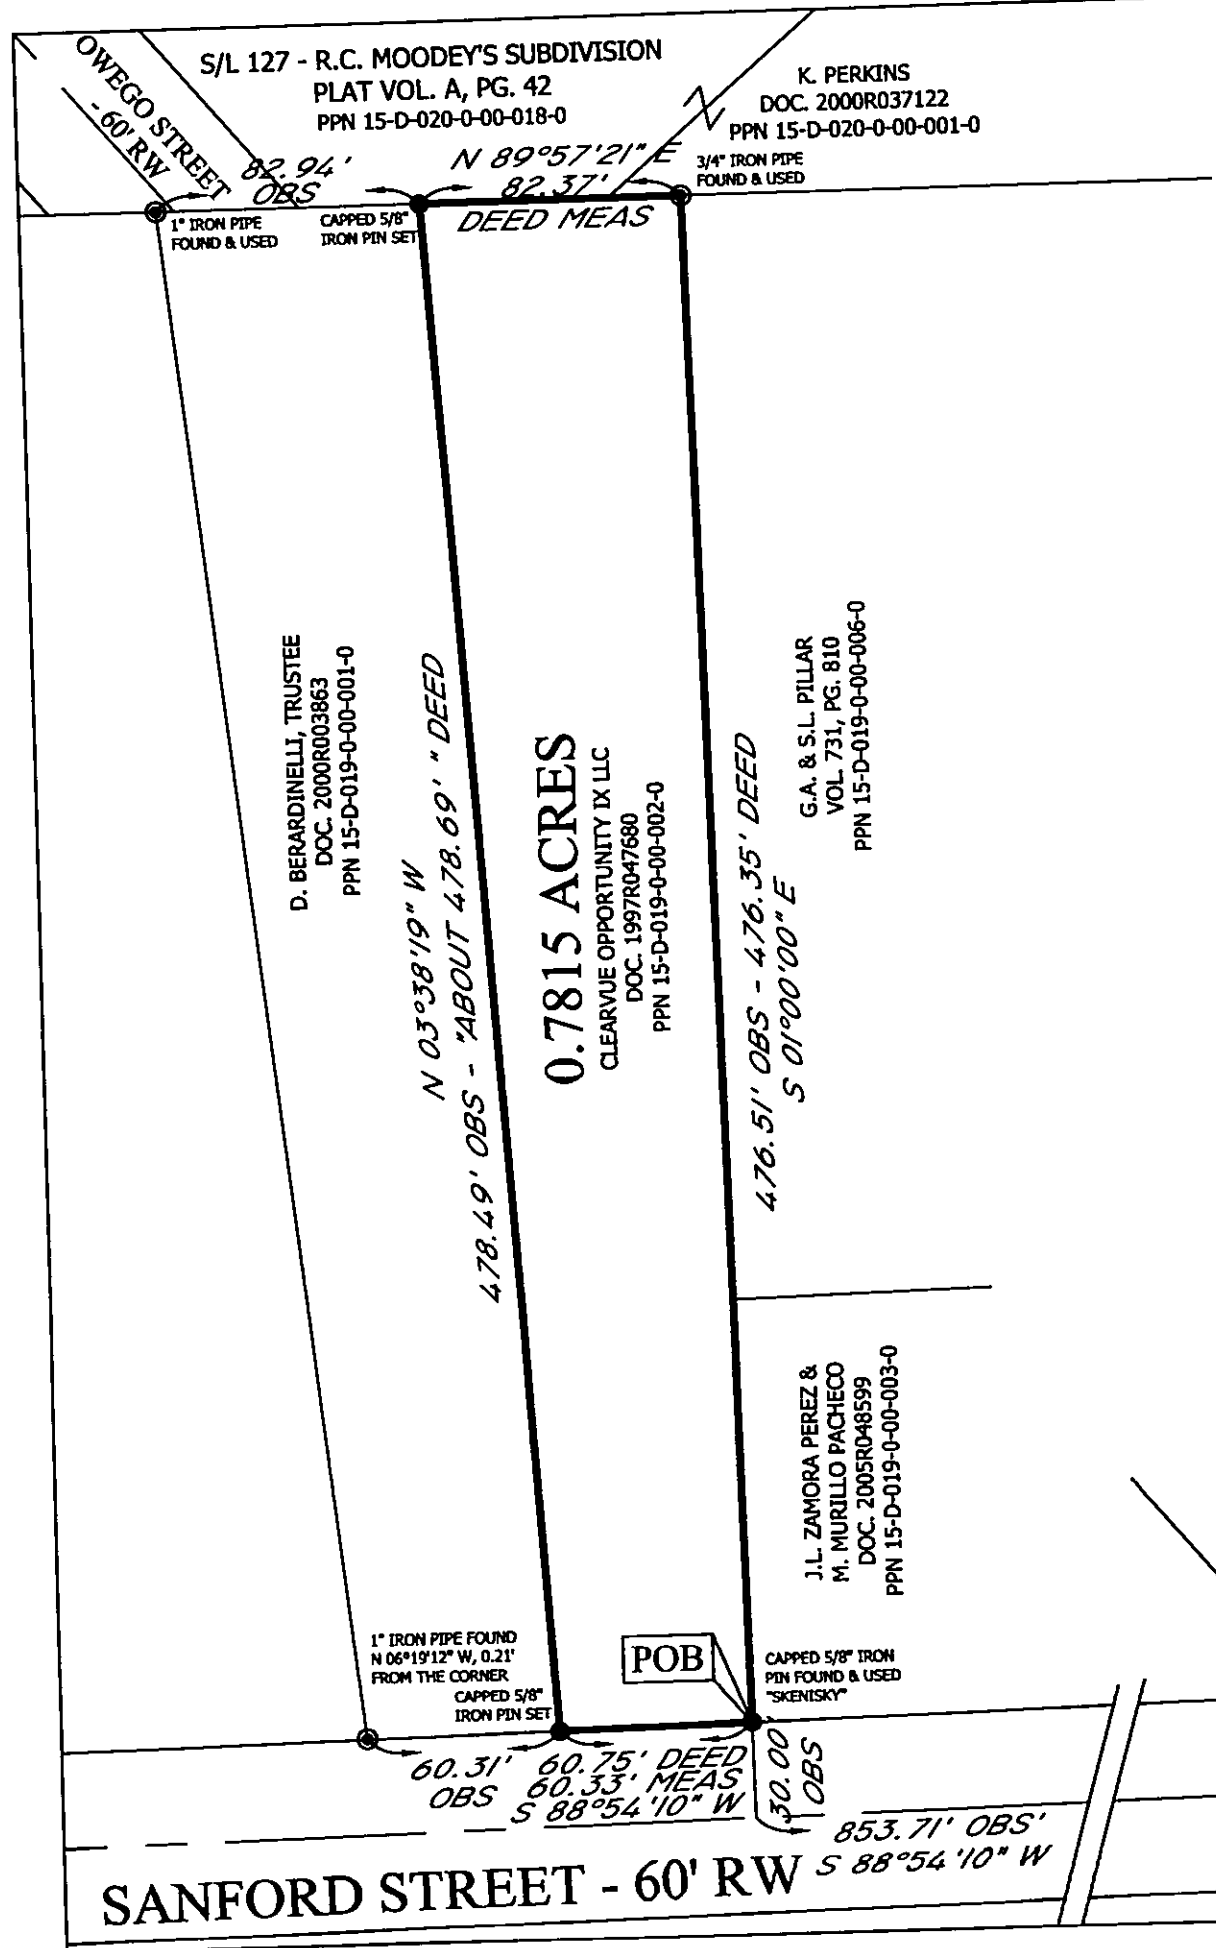 OWEGO STREET
- 60' RW
S/L 127 - R.C. MOODEY'S SUBDIVISION
PLAT VOL. A, PG. 42
PPN 15-D-020-0-00-018-0
K. PERKINS
DOC. 2000R037122
PPN 15-D-020-0-00-001-0
82.94'
OBS
N 89°57'21" E
82.37'
DEED MEAS
3/4" IRON PIPE
FOUND & USED
1" IRON PIPE
FOUND & USED
CAPPED 5/8"
IRON PIN SET
D. BERARDINELLI, TRUSTEE
DOC. 2000R003863
PPN 15-D-019-0-00-001-0
N 03°38'19" W
478.49' OBS - "ABOUT 478.69' " DEED
0.7815 ACRES
CLEARVUE OPPORTUNITY IX LLC
DOC. 1997R047680
PPN 15-D-019-0-00-002-0
476.51' OBS - 476.35' DEED
S 01°00'00" E
G.A. & S.L. PILLAR
VOL. 731, PG. 810
PPN 15-D-019-0-00-006-0
J.L. ZAMORA PEREZ &
M. MURILLO PACHECO
DOC. 2005R048599
PPN 15-D-019-0-00-003-0
1" IRON PIPE FOUND
N 06°19'12" W, 0.21'
FROM THE CORNER
CAPPED 5/8"
IRON PIN SET
POB
CAPPED 5/8" IRON
PIN FOUND & USED
"SKENISKY"
60.31'
OBS
60.75' DEED
60.33' MEAS
S 88°54'10" W
30.00'
OBS
853.71' OBS'
S 88°54'10" W
SANFORD STREET - 60' RW